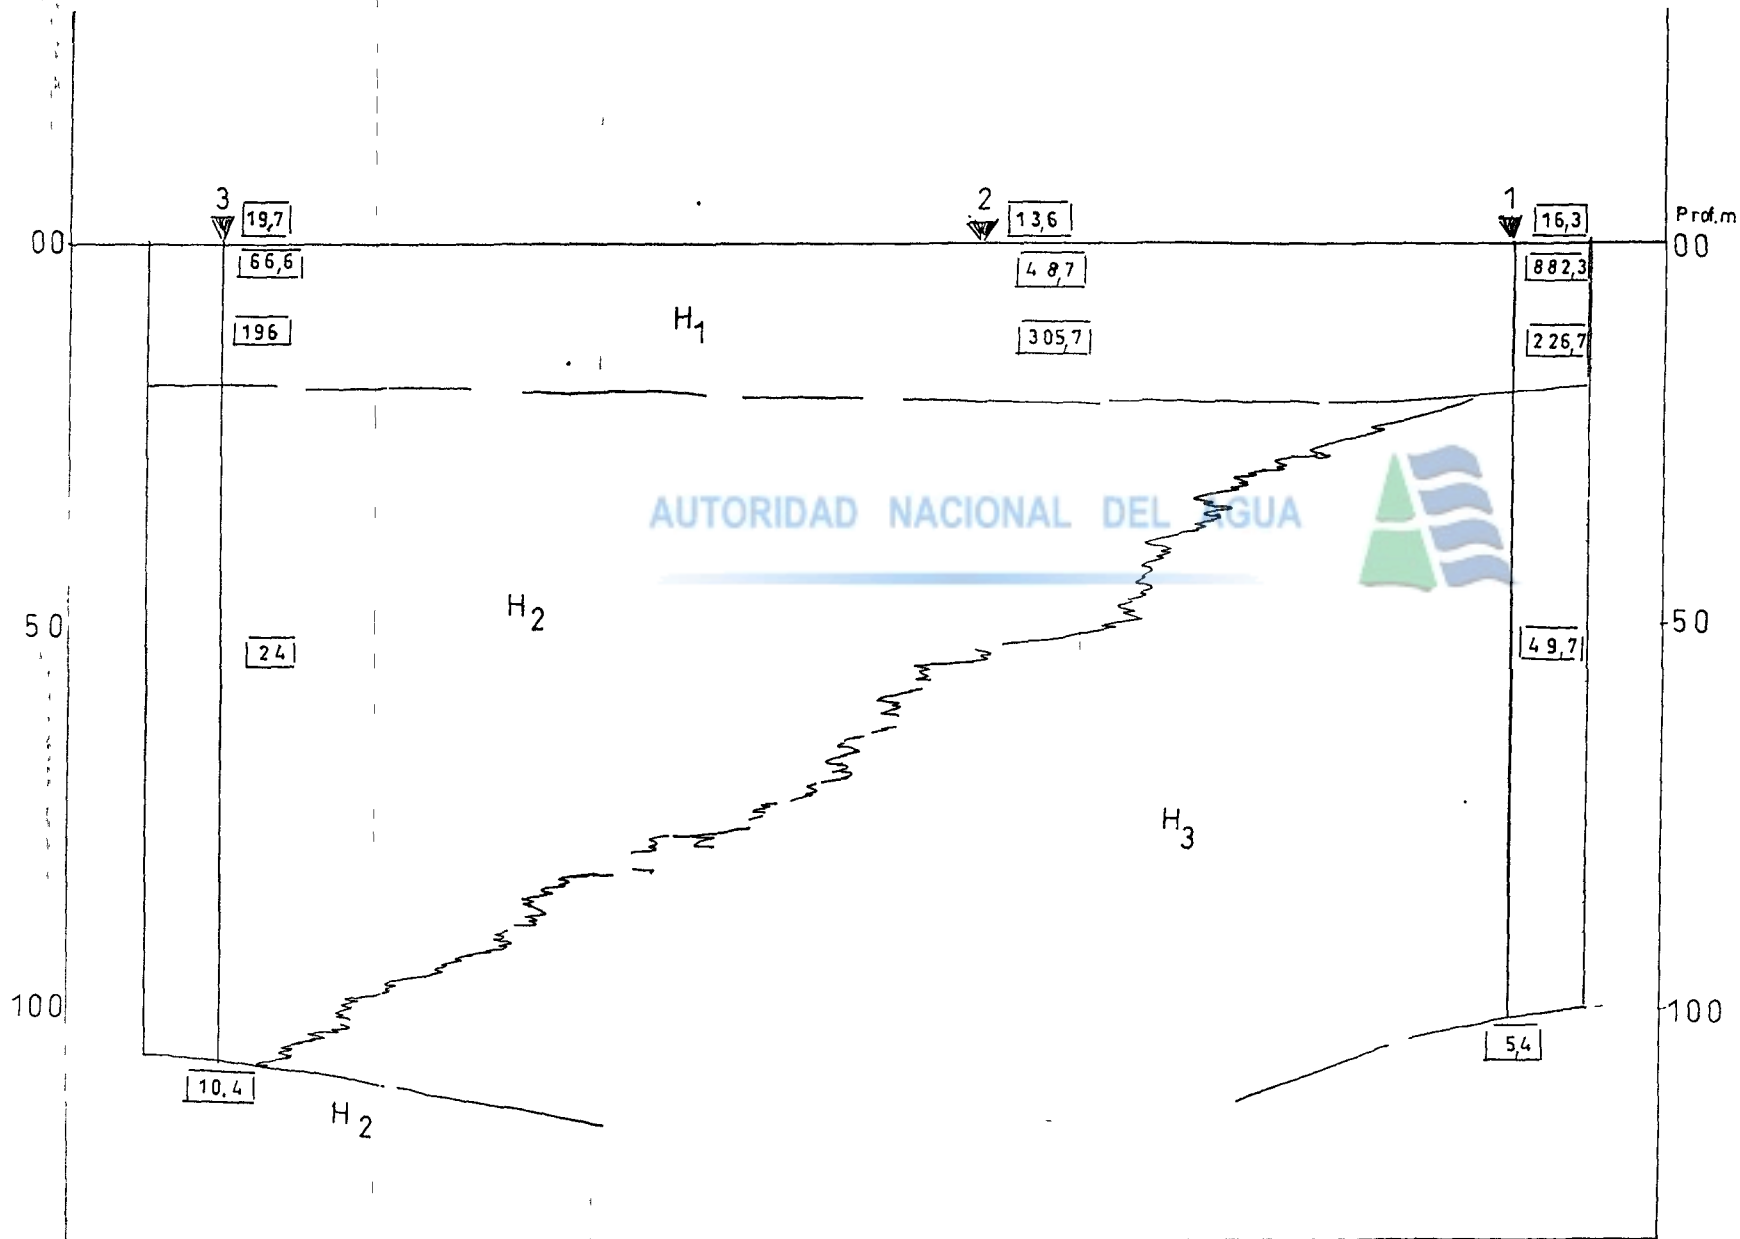 3 19,7 2 13,6 1 16,3 Prof.m
00 00
66,6 48,7 882,3
196 H1 305,7 226,7
AUTORIDAD NACIONAL DEL AGUA
H2
50 50
24 49,7
H3
100 100
5,4
10.4
H2